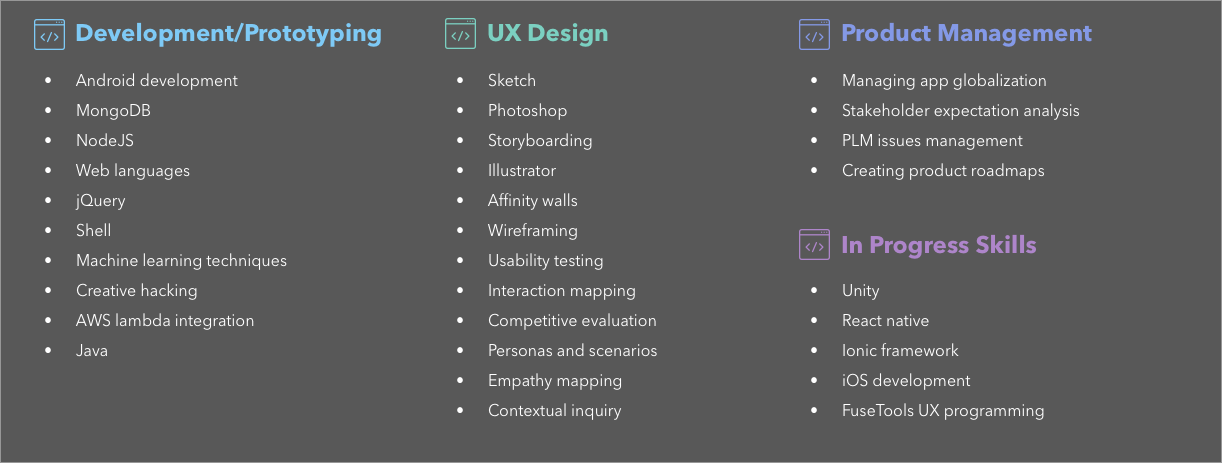 Development/Prototyping
• Android development
• MongoDB
• NodeJS
• Web languages
• jQuery
• Shell
• Machine learning techniques
• Creative hacking
• AWS lambda integration
• Java
UX Design
• Sketch
• Photoshop
• Storyboarding
• Illustrator
• Affinity walls
• Wireframing
• Usability testing
• Interaction mapping
• Competitive evaluation
• Personas and scenarios
• Empathy mapping
• Contextual inquiry
Product Management
• Managing app globalization
• Stakeholder expectation analysis
• PLM issues management
• Creating product roadmaps
In Progress Skills
• Unity
• React native
• Ionic framework
• iOS development
• FuseTools UX programming